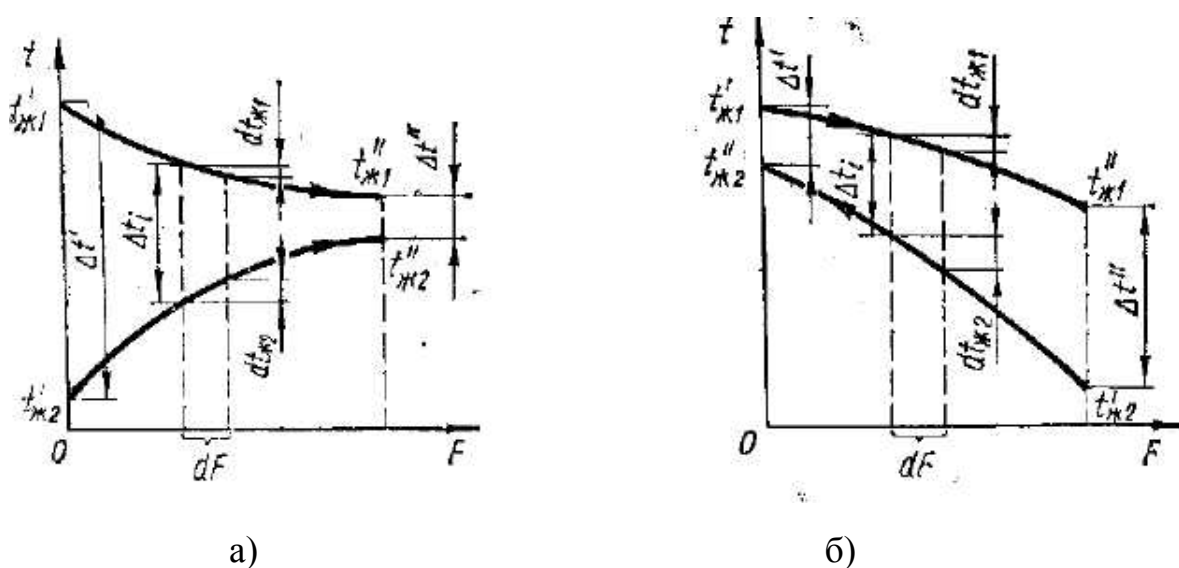 t
t'ж1
Δt'
Δti
dtж1
t''ж1
Δt''
t''ж2
dtж2
t'ж2
0
dF
F
а)
t
Δt'
t'ж1
t''ж2
Δti
dtж1
t''ж1
Δt''
dtж2
t'ж2
0
dF
F
б)